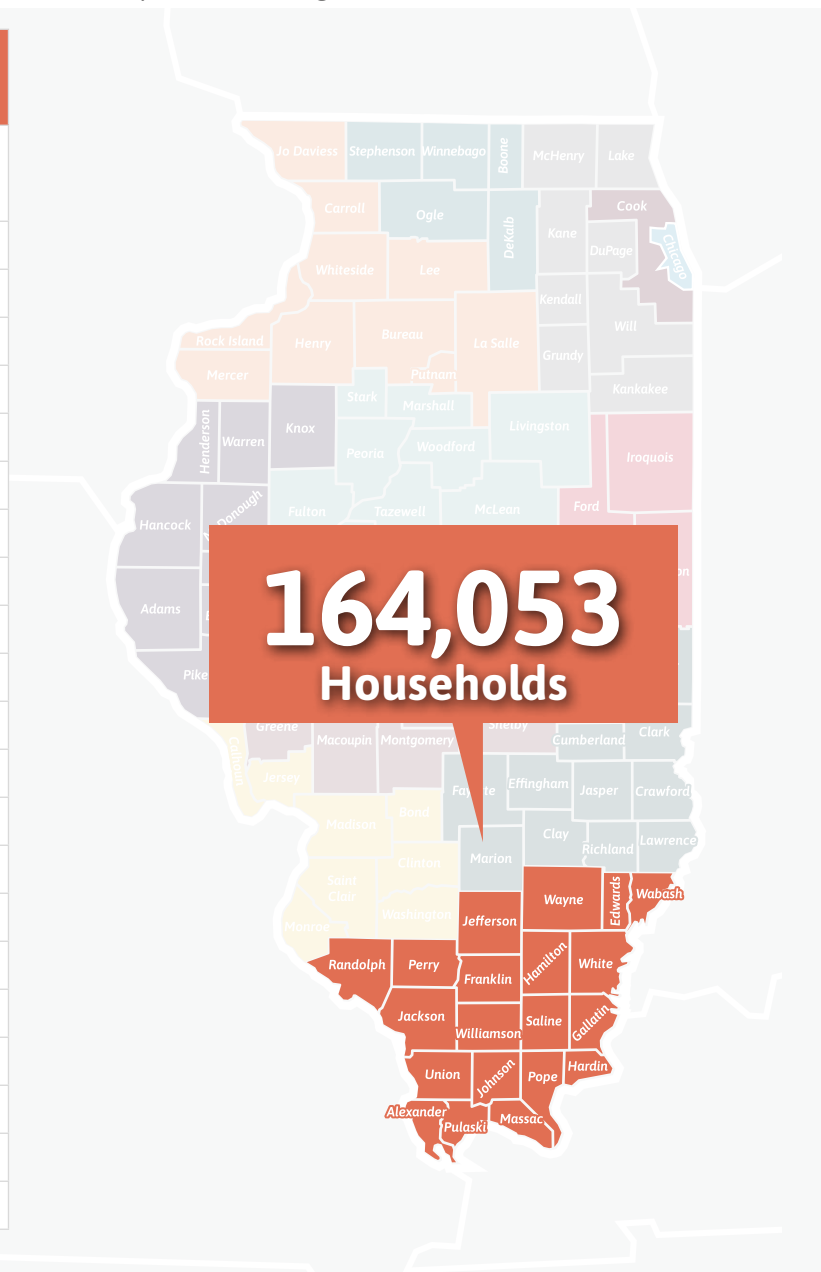 Jo Daviess
Stephenson
Winnebago
Boone
McHenry
Lake
Carroll
Ogle
DeKalb
Kane
Cook
DuPage
Chicago
Whiteside
Lee
Kendall
Will
Rock Island
Henry
Bureau
La Salle
Grundy
Mercer
Putnam
Kankakee
Henderson
Warren
Knox
Stark
Marshall
Livingston
Peoria
Woodford
Iroquois
Hancock
Fulton
Tazewell
McLean
Ford
164,053
Households
Adams
Pike
Calhoun
Greene
Macoupin
Montgomery
Shelby
Cumberland
Clark
Jersey
Effingham
Jasper
Crawford
Madison
Bond
Marion
Clay
Richland
Lawrence
Clinton
Saint
Clair
Washington
Monroe
Jefferson
Wayne
Edwards
Wabash
Randolph
Perry
Franklin
Hamilton
White
Jackson
Williamson
Saline
Gallatin
Union
Johnson
Pope
Hardin
Alexander
Pulaski
Massac